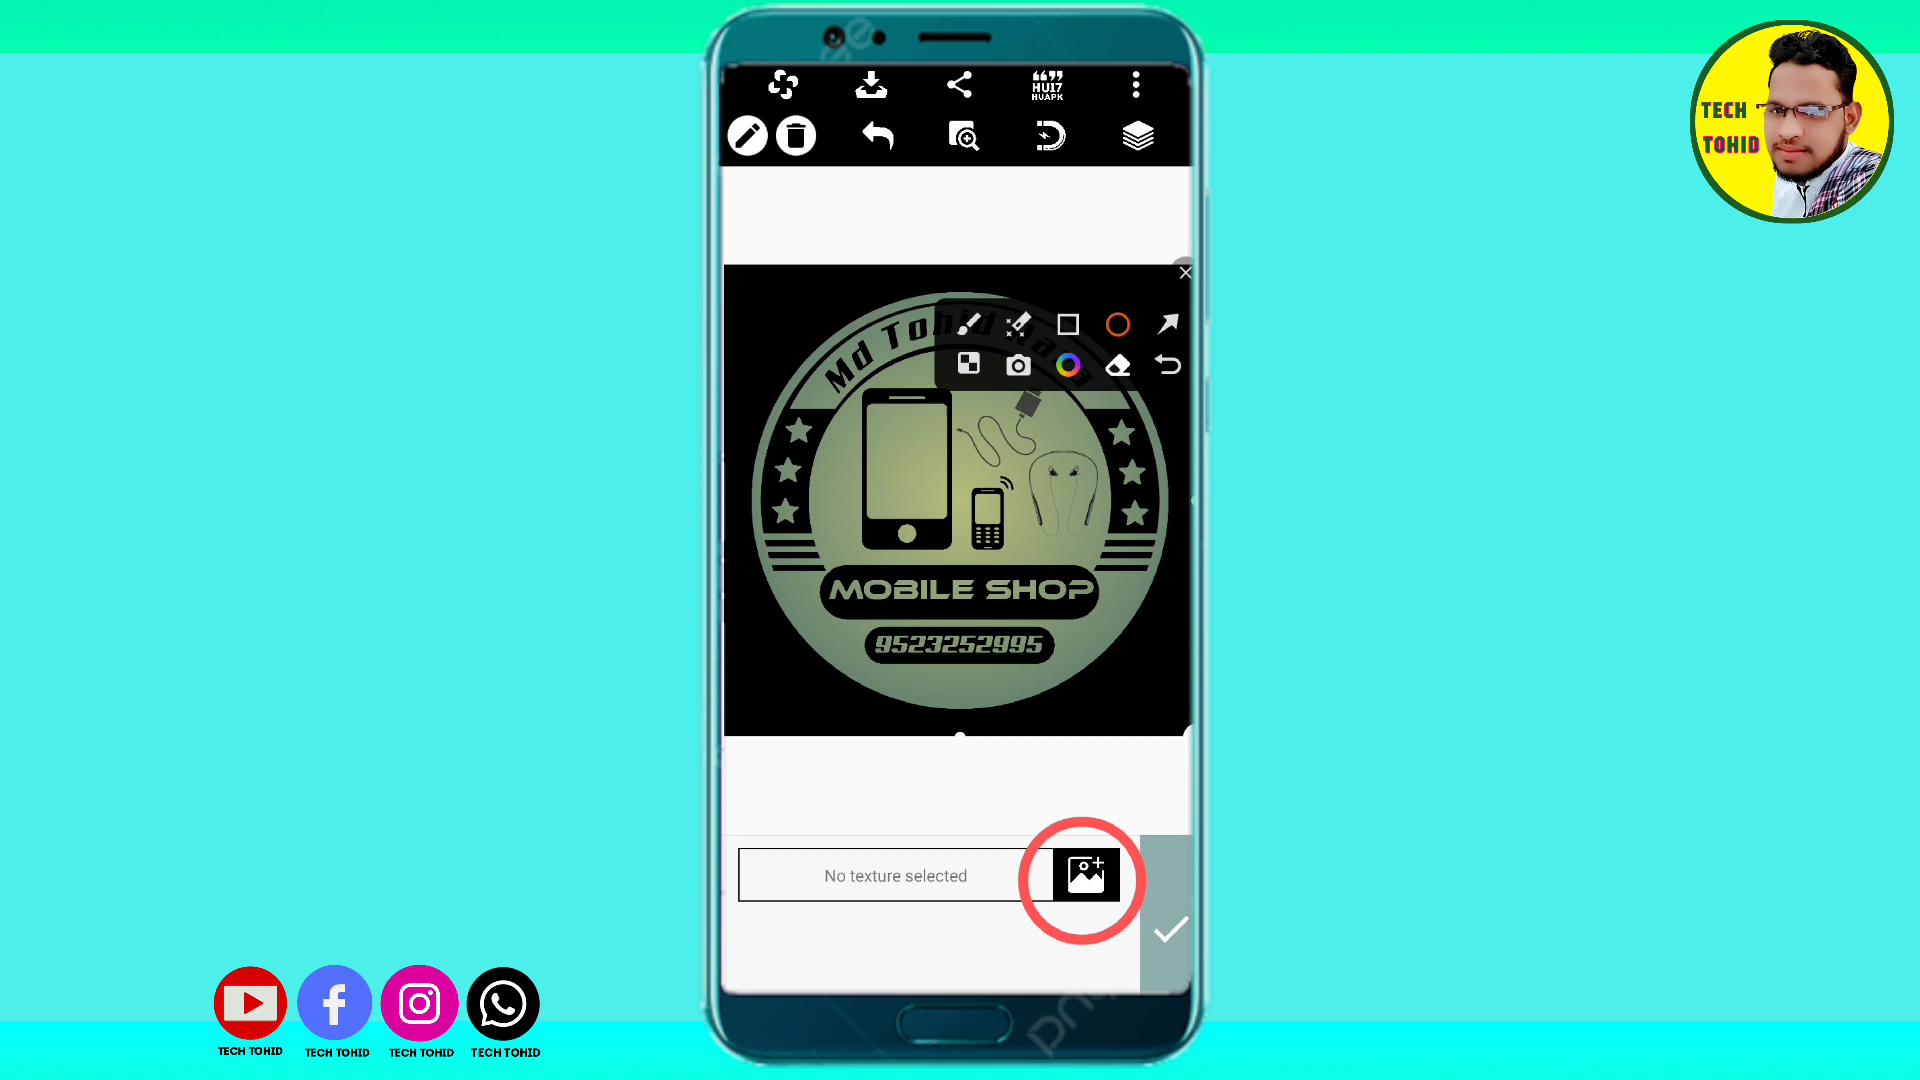 HU17
HUAPK
TECH
TOHID
Md Tohid Raza
MOBILE SHOP
9523252995
No texture selected
TECH TOHID
TECH TOHID
TECH TOHID
TECH TOHID